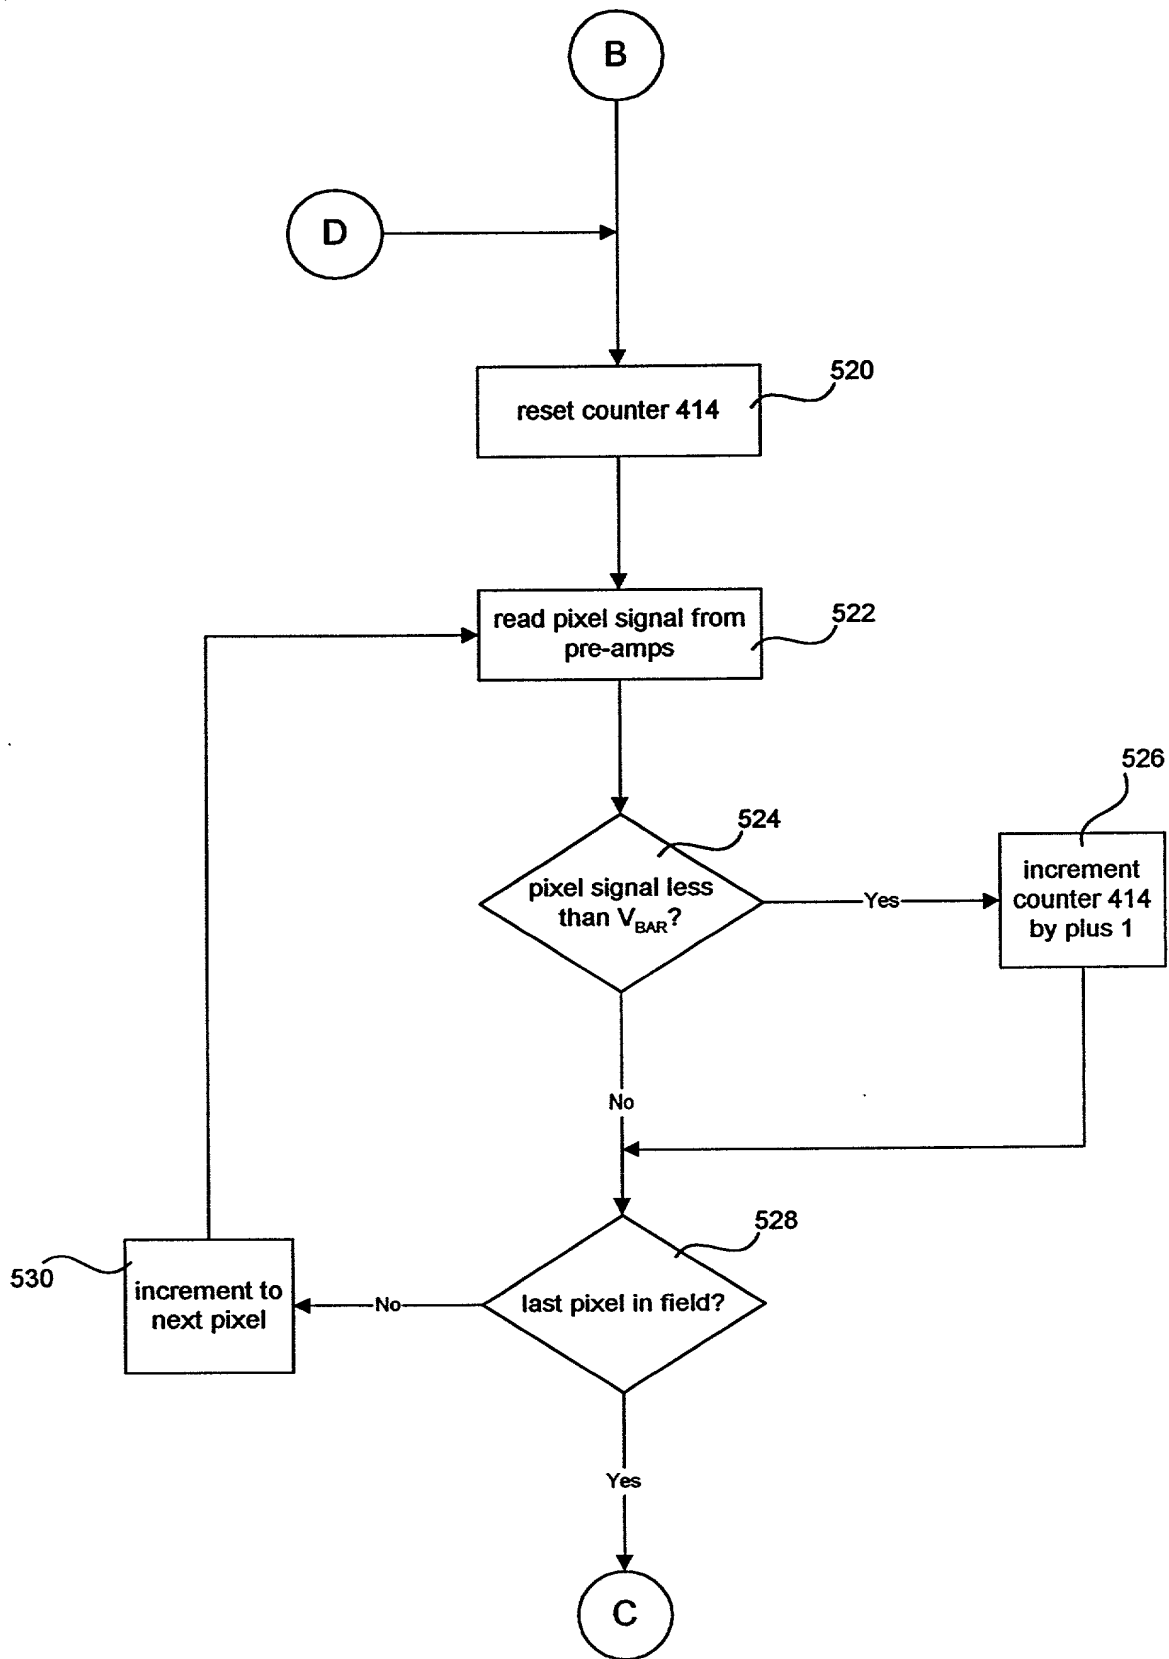 B
D
520
reset counter 414
522
read pixel signal from
pre-amps
526
524
increment
counter 414
by plus 1
pixel signal less
than VBAR?
Yes
No
528
530
increment to
next pixel
No
last pixel in field?
Yes
C